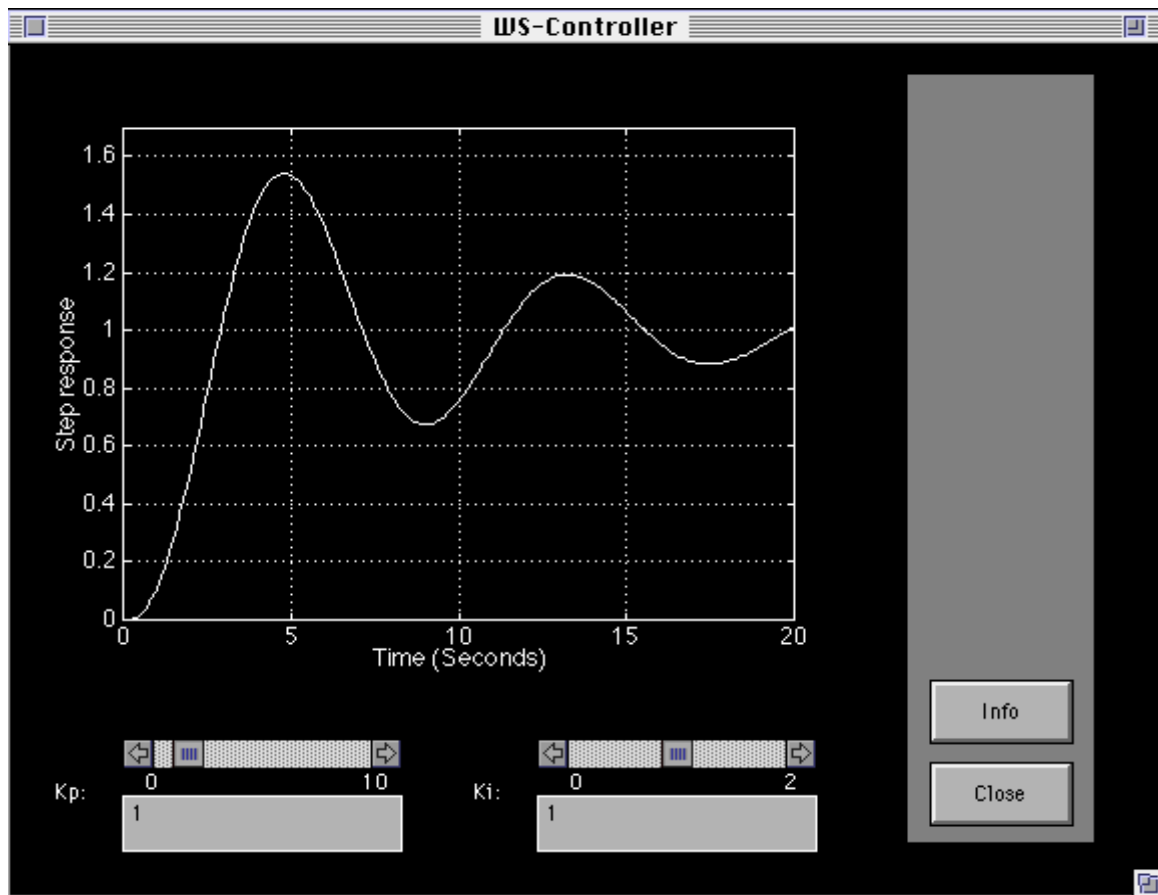 WS-Controller
1.6
1.4
1.2
1
0.8
0.6
0.4
0.2
0
Step response
0 5 10 15 20
Time (Seconds)
Info
Close
Kp:
0 10
1
Ki:
0 2
1